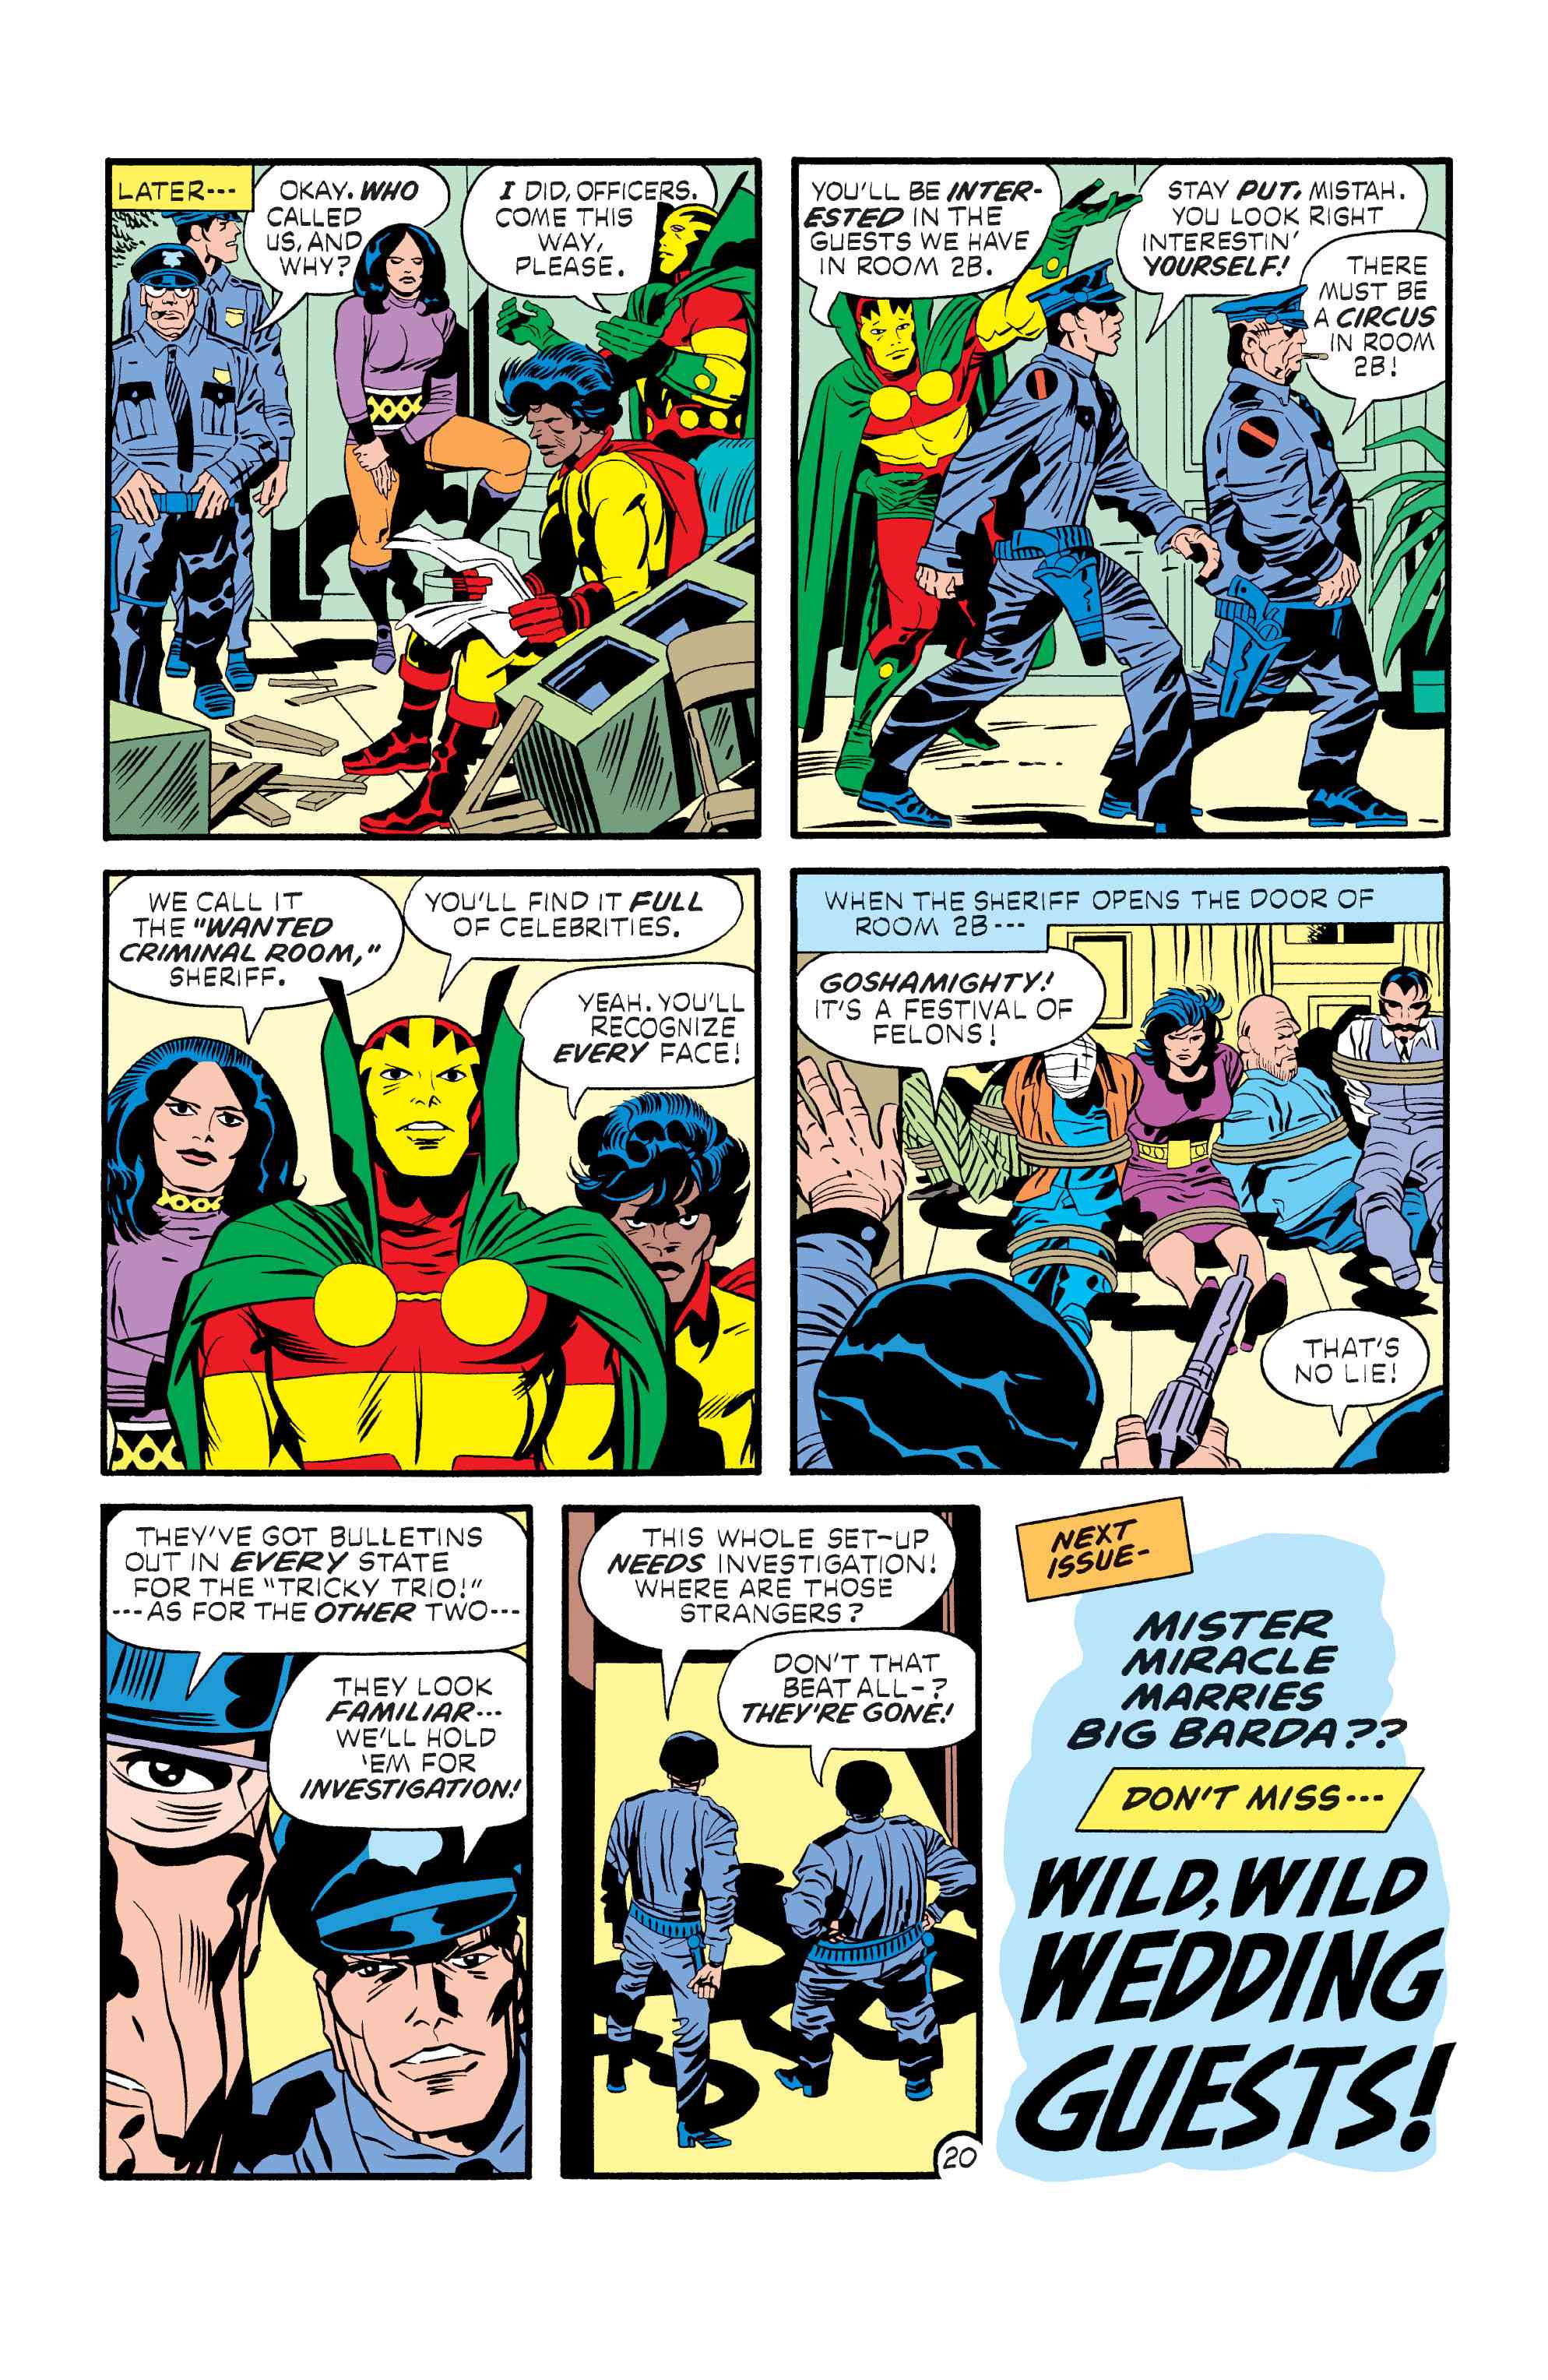 LATER---
OKAY. WHO
CALLED
US, AND
WHY?
I DID, OFFICERS.
COME THIS
WAY,
PLEASE.
YOU'LL BE INTER-
ESTED IN THE
GUESTS WE HAVE
IN ROOM 2B.
STAY PUT, MISTAH.
YOU LOOK RIGHT
INTERESTIN'
YOURSELF!
THERE
MUST BE
A CIRCUS
IN ROOM
2B!
WE CALL IT
THE "WANTED
CRIMINAL ROOM,"
SHERIFF.
YOU'LL FIND IT FULL
OF CELEBRITIES.
YEAH. YOU'LL
RECOGNIZE
EVERY FACE!
WHEN THE SHERIFF OPENS THE DOOR OF
ROOM 2B---
GOSHAMIGHTY!
IT'S A FESTIVAL OF
FELONS!
THAT'S
NO LIE!
THEY'VE GOT BULLETINS
OUT IN EVERY STATE
FOR THE "TRICKY TRIO!"
---AS FOR THE OTHER TWO---
THEY LOOK
FAMILIAR---
WE'LL HOLD
'EM FOR
INVESTIGATION!
THIS WHOLE SET-UP
NEEDS INVESTIGATION!
WHERE ARE THOSE
STRANGERS?
DON'T THAT
BEAT ALL-?
THEY'RE GONE!
20
NEXT
ISSUE-
MISTER
MIRACLE
MARRIES
BIG BARDA??
DON'T MISS---
WILD, WILD
WEDDING
GUESTS!